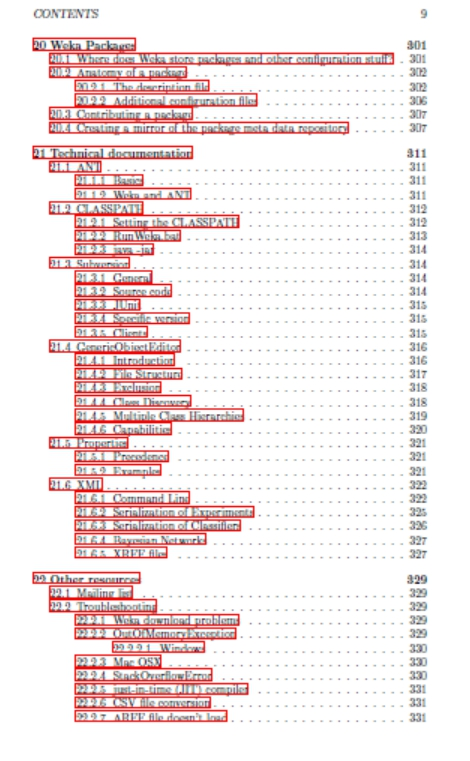 CONTENTS 9
20 Weka Packages 301
20.1 Where does Weka store packages and other configuration stuff? . 301
20.2 Anatomy of a package . . . 302
20.2.1 The description file . . . 302
20.2.2 Additional configuration files . . . 306
20.3 Contributing a package . . . 307
20.4 Creating a mirror of the package meta data repository . . . 307
21 Technical documentation 311
21.1 ANT . . . 311
21.1.1 Basics . . . 311
21.1.2 Weka and ANT . . . 311
21.2 CLASSPATH . . . 312
21.2.1 Setting the CLASSPATH . . . 312
21.2.2 RunWeka.bat . . . 313
21.2.3 java -jar . . . 314
21.3 Subversion . . . 314
21.3.1 General . . . 314
21.3.2 Source code . . . 314
21.3.3 JUnit . . . 315
21.3.4 Specific version . . . 315
21.3.5 Clients . . . 315
21.4 GenericObjectEditor . . . 316
21.4.1 Introduction . . . 316
21.4.2 File Structure . . . 317
21.4.3 Exclusion . . . 318
21.4.4 Class Discovery . . . 318
21.4.5 Multiple Class Hierarchies . . . 319
21.4.6 Capabilities . . . 320
21.5 Properties . . . 321
21.5.1 Precedence . . . 321
21.5.2 Examples . . . 321
21.6 XML . . . 322
21.6.1 Command Line . . . 322
21.6.2 Serialization of Experiments . . . 325
21.6.3 Serialization of Classifiers . . . 326
21.6.4 Bayesian Networks . . . 327
21.6.5 XRFF files . . . 327
22 Other resources 329
22.1 Mailing list . . . 329
22.2 Troubleshooting . . . 329
22.2.1 Weka download problems . . . 329
22.2.2 OutOfMemoryException . . . 329
22.2.2.1 Windows . . . 330
22.2.3 Mac OSX . . . 330
22.2.4 StackOverflowError . . . 330
22.2.5 just-in-time (JIT) compiler . . . 331
22.2.6 CSV file conversion . . . 331
22.2.7 ARFF file doesn't load . . . 331